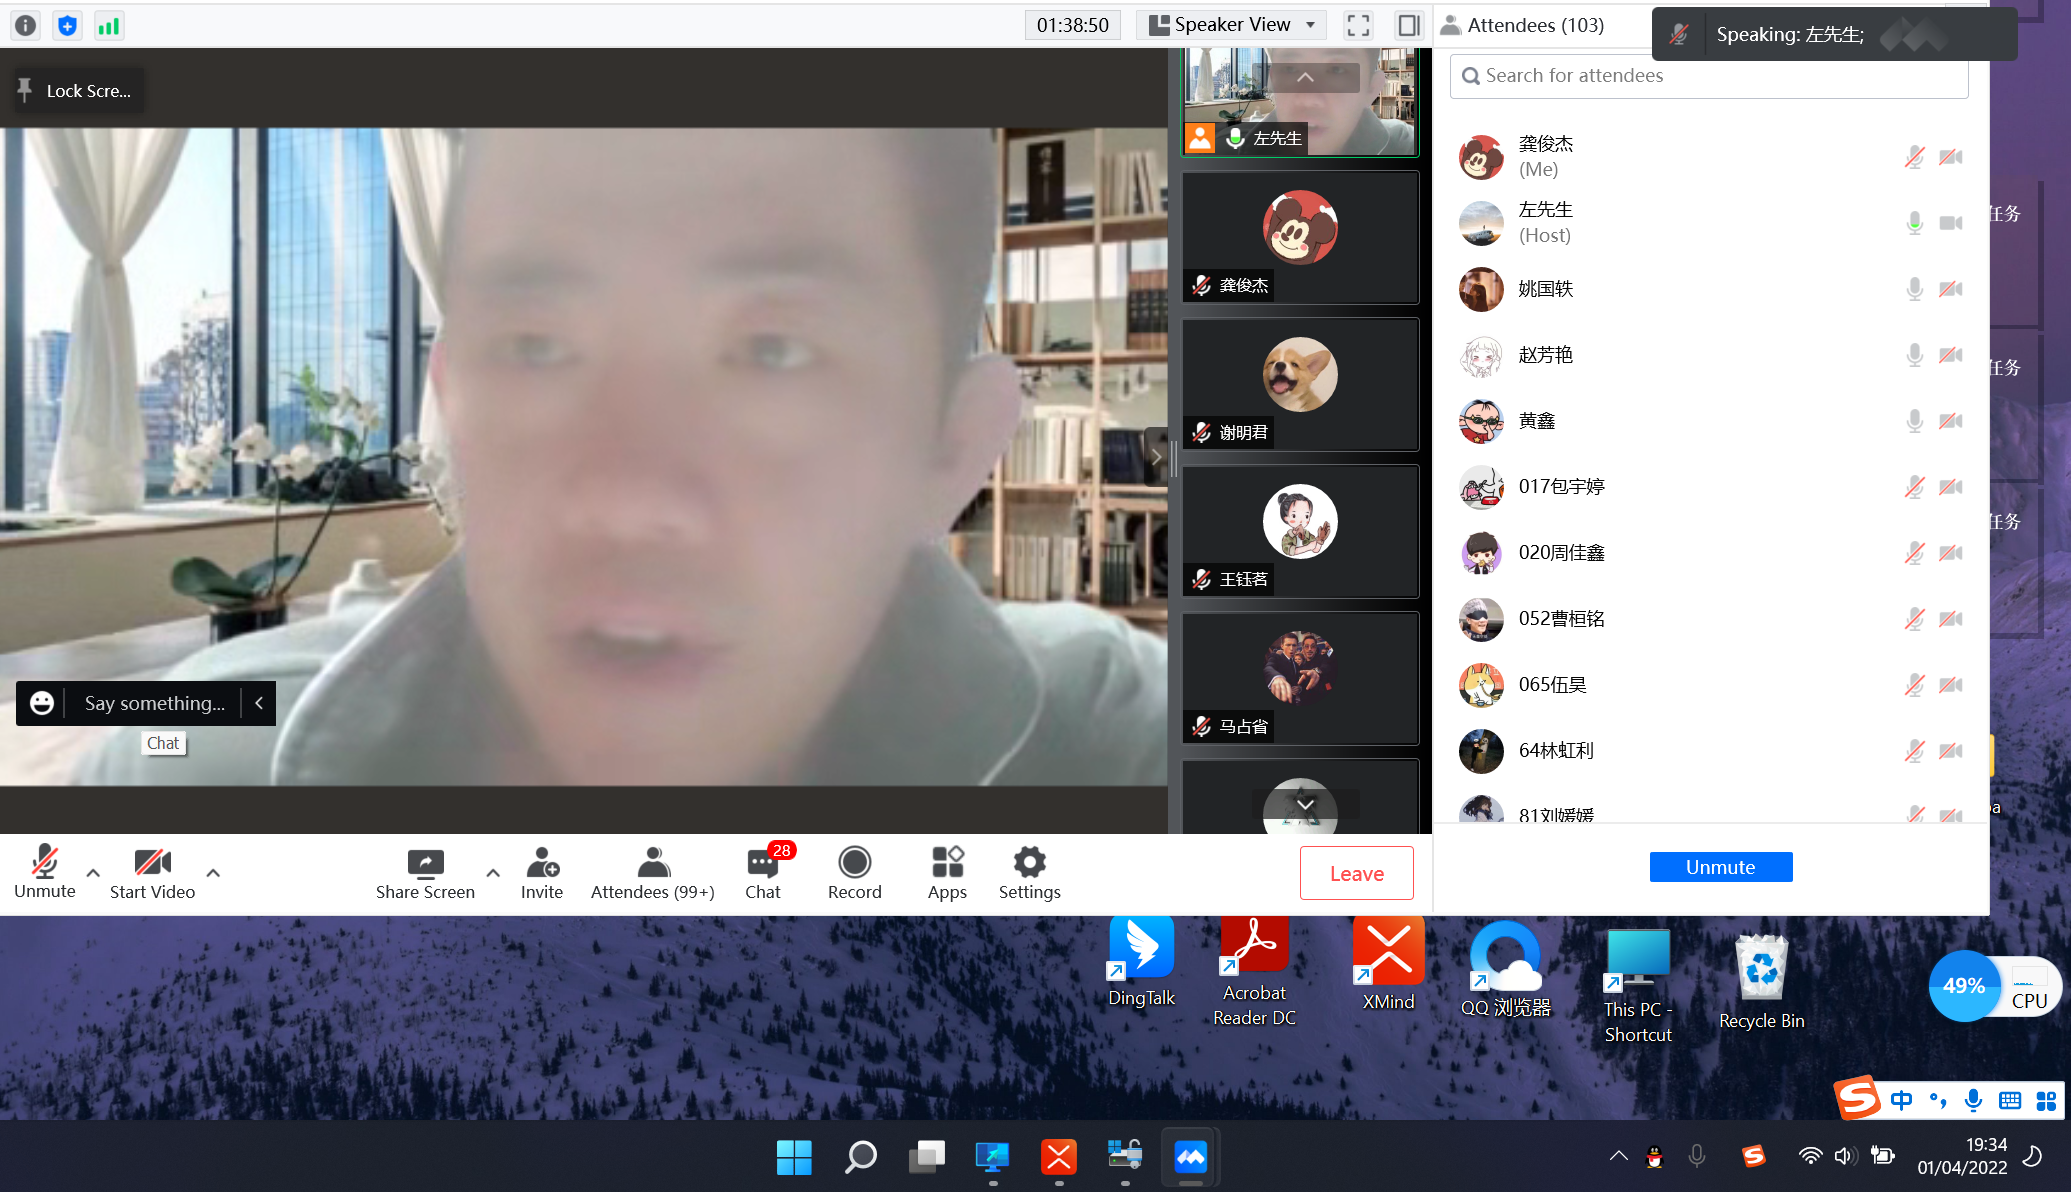 01:38:50
Speaker View
Attendees (103)
Speaking: 左先生;
Search for attendees
Lock Scre...
左先生
龚俊杰
谢明君
王钰茗
马占省
龚俊杰
(Me)
左先生
(Host)
姚国轶
赵芳艳
黄鑫
017包宇婷
020周佳鑫
052曹桓铭
065伍昊
64林虹利
81刘媛媛
任务
任务
任务
Say something...
Chat
Unmute
Start Video
Share Screen
Invite
Attendees (99+)
28
Chat
Record
Apps
Settings
Leave
Unmute
DingTalk
Acrobat
Reader DC
XMind
QQ 浏览器
This PC -
Shortcut
Recycle Bin
49%
CPU
中
19:34
01/04/2022